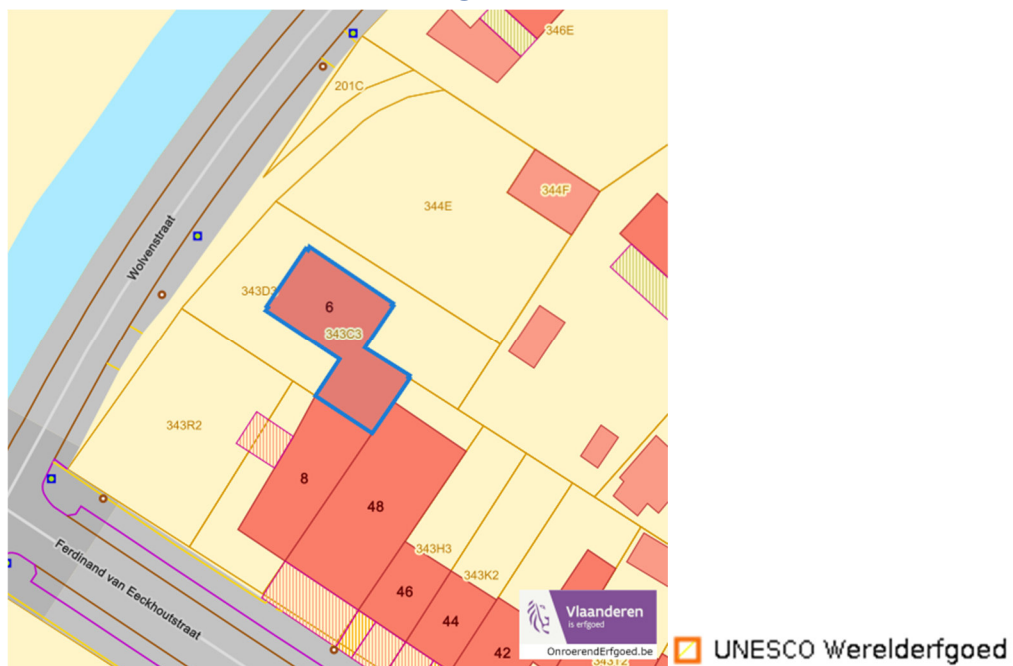 346E
201C
344F
344E
Wolvenstraat
343D3
6
343C3
343R2
8
48
343H3
Ferdinand van Eeckhoutstraat
343K2
46
44
42
Vlaanderen
is erfgoed
OnroerendErfgoed.be
UNESCO Werelderfgoed